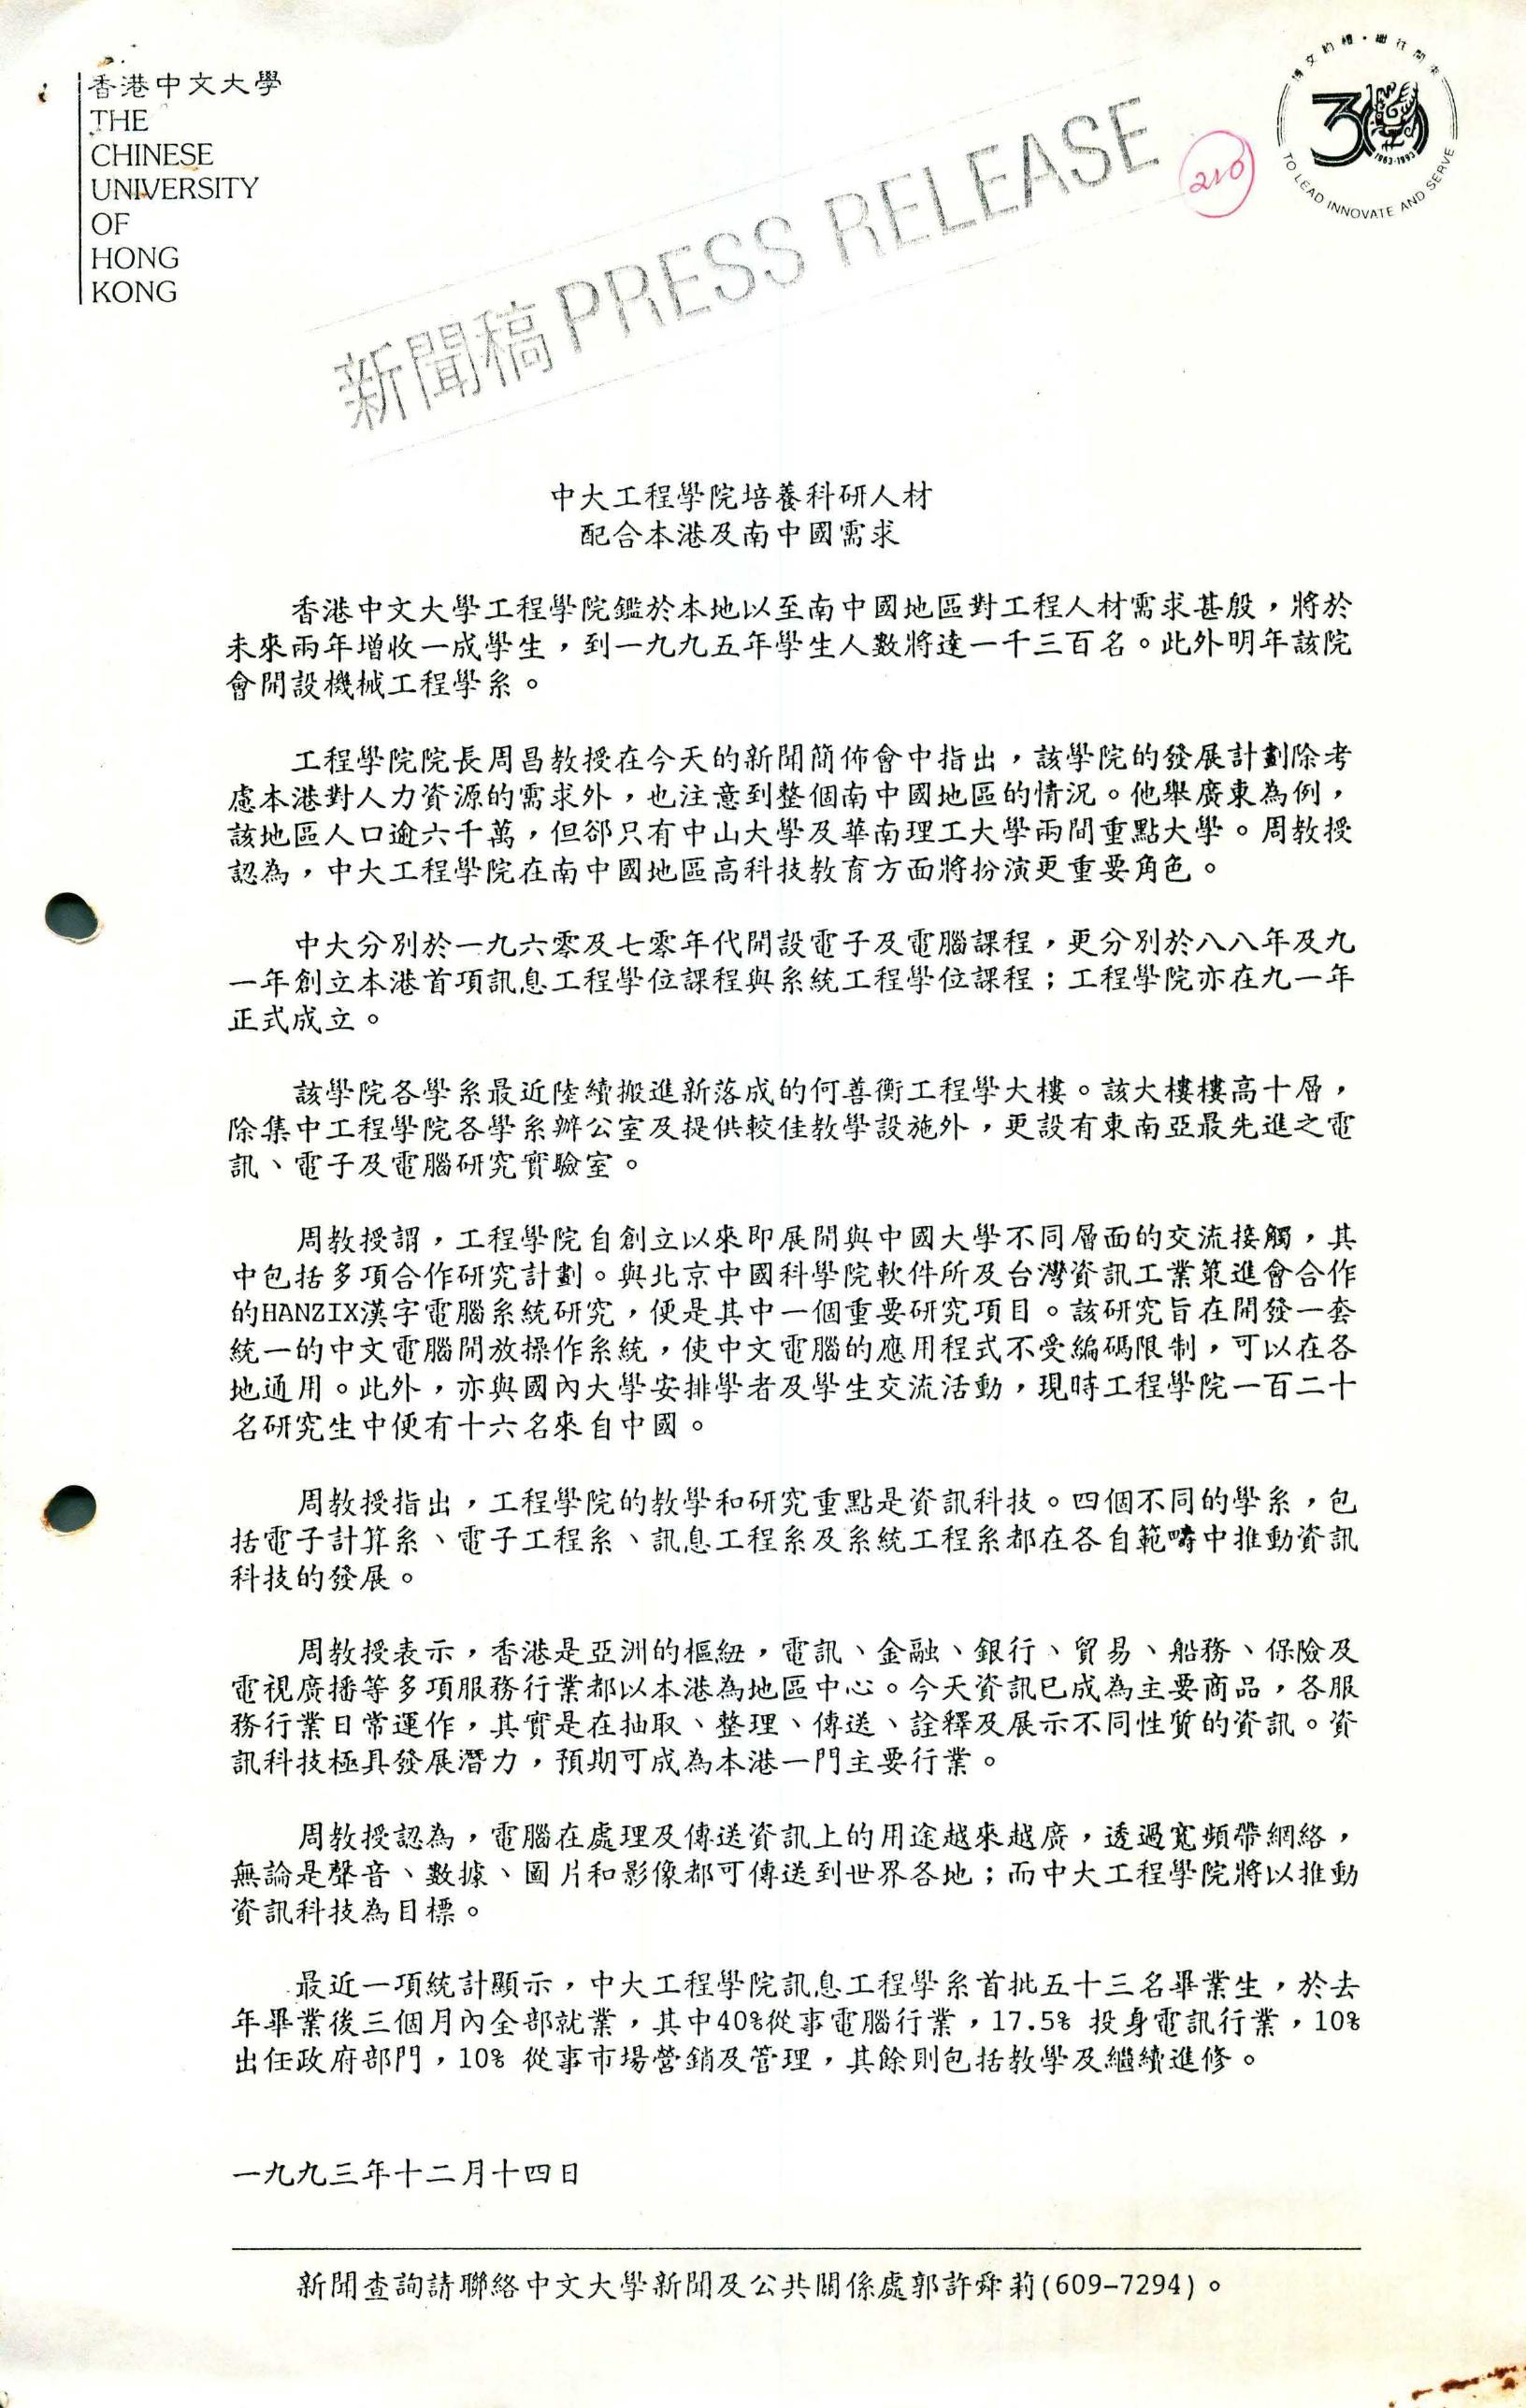 香港中文大學
THE
CHINESE
UNIVERSITY
OF
HONG
KONG
新聞稿 PRESS RELEASE
210
博文約禮・繼往開來
30
1963-1993
TO LEAD INNOVATE AND SERVE
中大工程學院培養科研人材
配合本港及南中國需求
香港中文大學工程學院鑑於本地以至南中國地區對工程人材需求甚殷，將於
未來兩年增收一成學生，到一九九五年學生人數將達一千三百名。此外明年該院
會開設機械工程學系。
工程學院院長周昌教授在今天的新聞簡佈會中指出，該學院的發展計劃除考
慮本港對人力資源的需求外，也注意到整個南中國地區的情況。他舉廣東為例，
該地區人口逾六千萬，但卻只有中山大學及華南理工大學兩間重點大學。周教授
認為，中大工程學院在南中國地區高科技教育方面將扮演更重要角色。
中大分別於一九六零及七零年代開設電子及電腦課程，更分別於八八年及九
一年創立本港首項訊息工程學位課程與系統工程學位課程；工程學院亦在九一年
正式成立。
該學院各學系最近陸續搬進新落成的何善衡工程學大樓。該大樓樓高十層，
除集中工程學院各學系辦公室及提供較佳教學設施外，更設有東南亞最先進之電
訊、電子及電腦研究實驗室。
周教授謂，工程學院自創立以來即展開與中國大學不同層面的交流接觸，其
中包括多項合作研究計劃。與北京中國科學院軟件所及台灣資訊工業策進會合作
的HANZIX漢字電腦系統研究，便是其中一個重要研究項目。該研究旨在開發一套
統一的中文電腦開放操作系統，使中文電腦的應用程式不受編碼限制，可以在各
地通用。此外，亦與國內大學安排學者及學生交流活動，現時工程學院一百二十
名研究生中便有十六名來自中國。
周教授指出，工程學院的教學和研究重點是資訊科技。四個不同的學系，包
括電子計算系、電子工程系、訊息工程系及系統工程系都在各自範疇中推動資訊
科技的發展。
周教授表示，香港是亞洲的樞紐，電訊、金融、銀行、貿易、船務、保險及
電視廣播等多項服務行業都以本港為地區中心。今天資訊已成為主要商品，各服
務行業日常運作，其實是在抽取、整理、傳送、詮釋及展示不同性質的資訊。資
訊科技極具發展潛力，預期可成為本港一門主要行業。
周教授認為，電腦在處理及傳送資訊上的用途越來越廣，透過寬頻帶網絡，
無論是聲音、數據、圖片和影像都可傳送到世界各地；而中大工程學院將以推動
資訊科技為目標。
最近一項統計顯示，中大工程學院訊息工程學系首批五十三名畢業生，於去
年畢業後三個月內全部就業，其中40%從事電腦行業，17.5% 投身電訊行業，10%
出任政府部門，10% 從事市場營銷及管理，其餘則包括教學及繼續進修。
一九九三年十二月十四日
新聞查詢請聯絡中文大學新聞及公共關係處郭許舜莉(609-7294)。